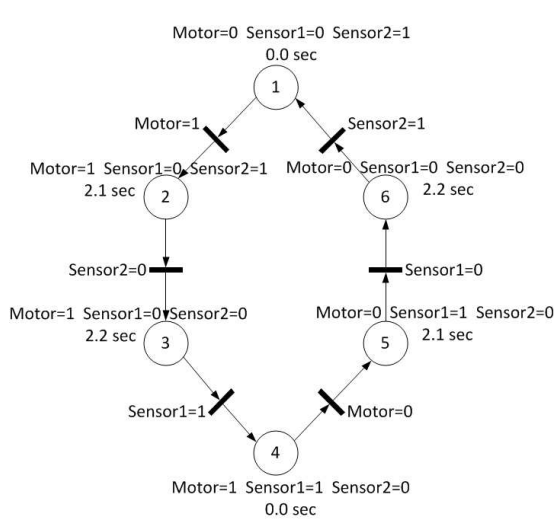 Motor=0 Sensor1=0 Sensor2=1
0.0 sec
1
Motor=1
Sensor2=1
Motor=1 Sensor1=0 Sensor2=1
2.1 sec
2
Motor=0 Sensor1=0 Sensor2=0
2.2 sec
6
Sensor2=0
Sensor1=0
Motor=1 Sensor1=0 Sensor2=0
2.2 sec
3
Motor=0 Sensor1=1 Sensor2=0
2.1 sec
5
Sensor1=1
Motor=0
4
Motor=1 Sensor1=1 Sensor2=0
0.0 sec